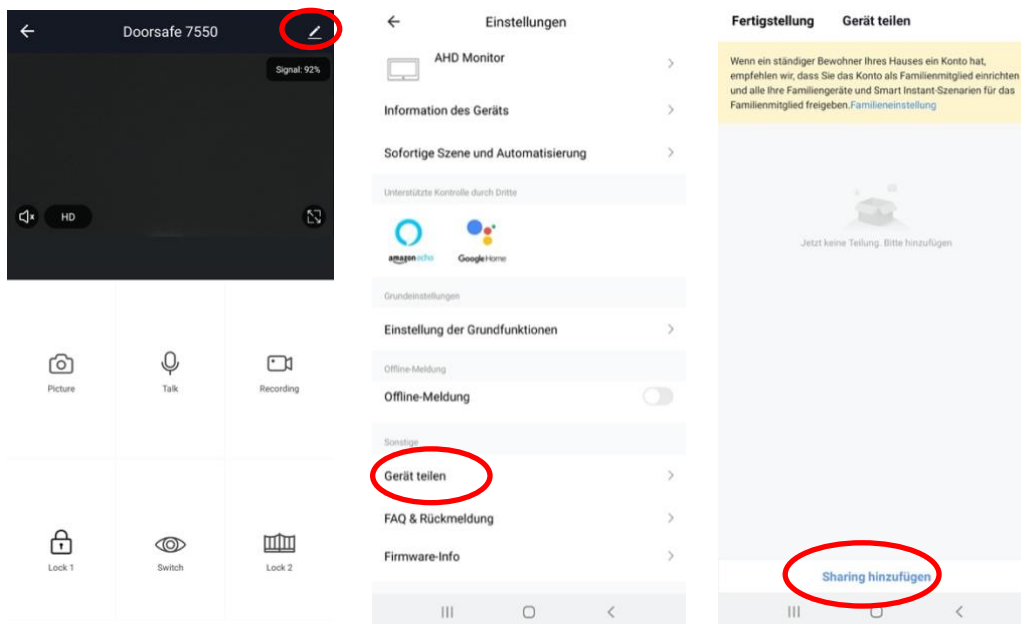 Doorsafe 7550
Signal: 92%
HD
Picture
Talk
Recording
Lock 1
Switch
Lock 2
Einstellungen
AHD Monitor
Information des Geräts
Sofortige Szene und Automatisierung
Unterstützte Kontrolle durch Dritte
amazon echo
Google Home
Grundeinstellungen
Einstellung der Grundfunktionen
Offline-Meldung
Offline-Meldung
Sonstige
Gerät teilen
FAQ & Rückmeldung
Firmware-Info
Fertigstellung Gerät teilen
Wenn ein ständiger Bewohner Ihres Hauses ein Konto hat,
empfehlen wir, dass Sie das Konto als Familienmitglied einrichten
und alle Ihre Familiengeräte und Smart Instant-Szenarien für das
Familienmitglied freigeben.Familieneinstellung
Jetzt keine Teilung. Bitte hinzufügen
Sharing hinzufügen